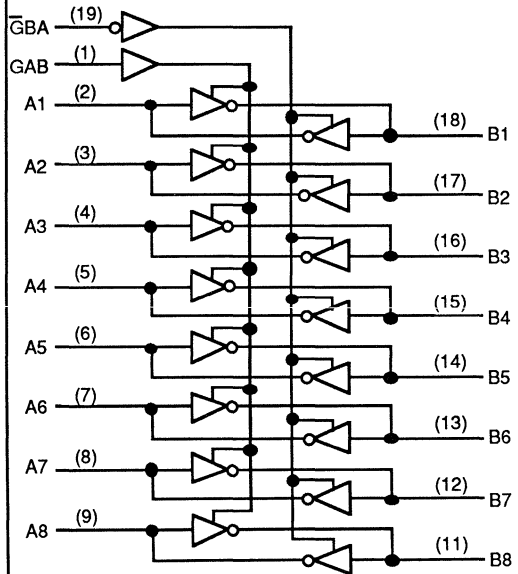 G̅BA (19)
GAB (1)
A1 (2)
(18) B1
A2 (3)
(17) B2
A3 (4)
(16) B3
A4 (5)
(15) B4
A5 (6)
(14) B5
A6 (7)
(13) B6
A7 (8)
(12) B7
A8 (9)
(11) B8